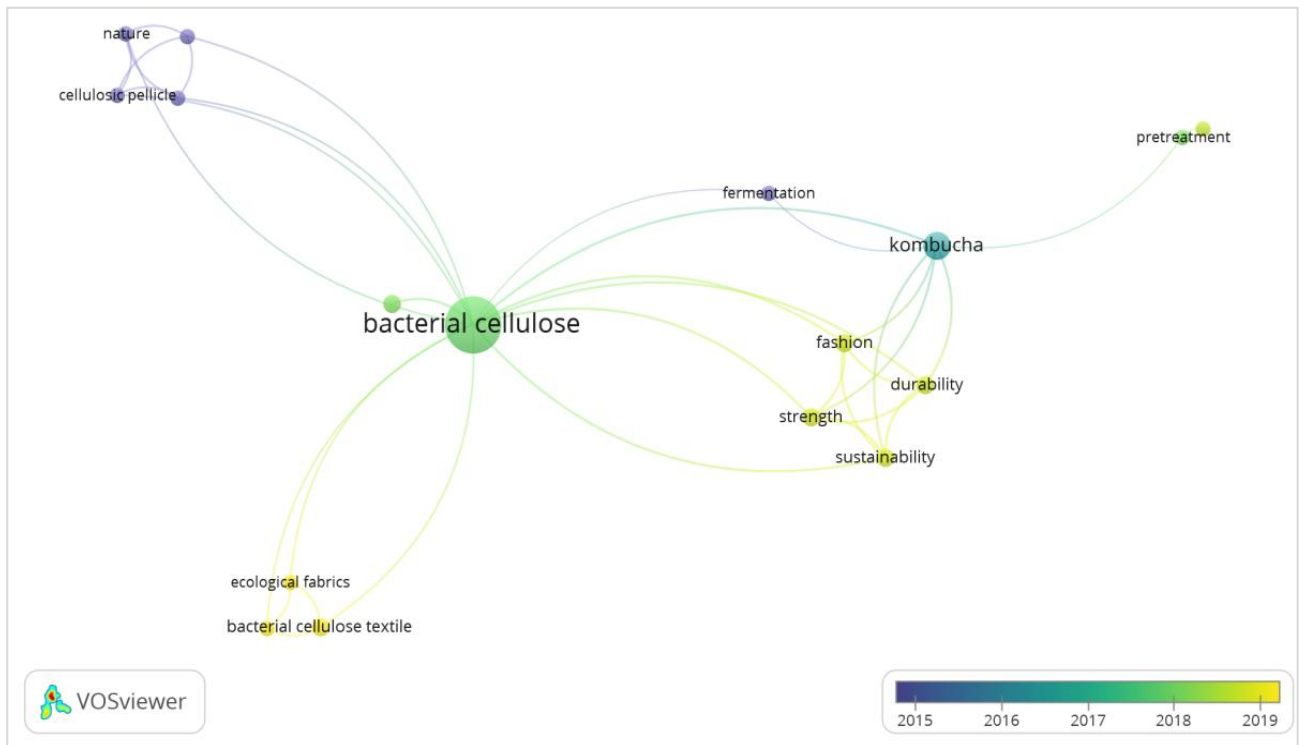 nature
cellulosic pellicle
pretreatment
fermentation
kombucha
bacterial cellulose
fashion
durability
strength
sustainability
ecological fabrics
bacterial cellulose textile
VOSviewer
2015 2016 2017 2018 2019